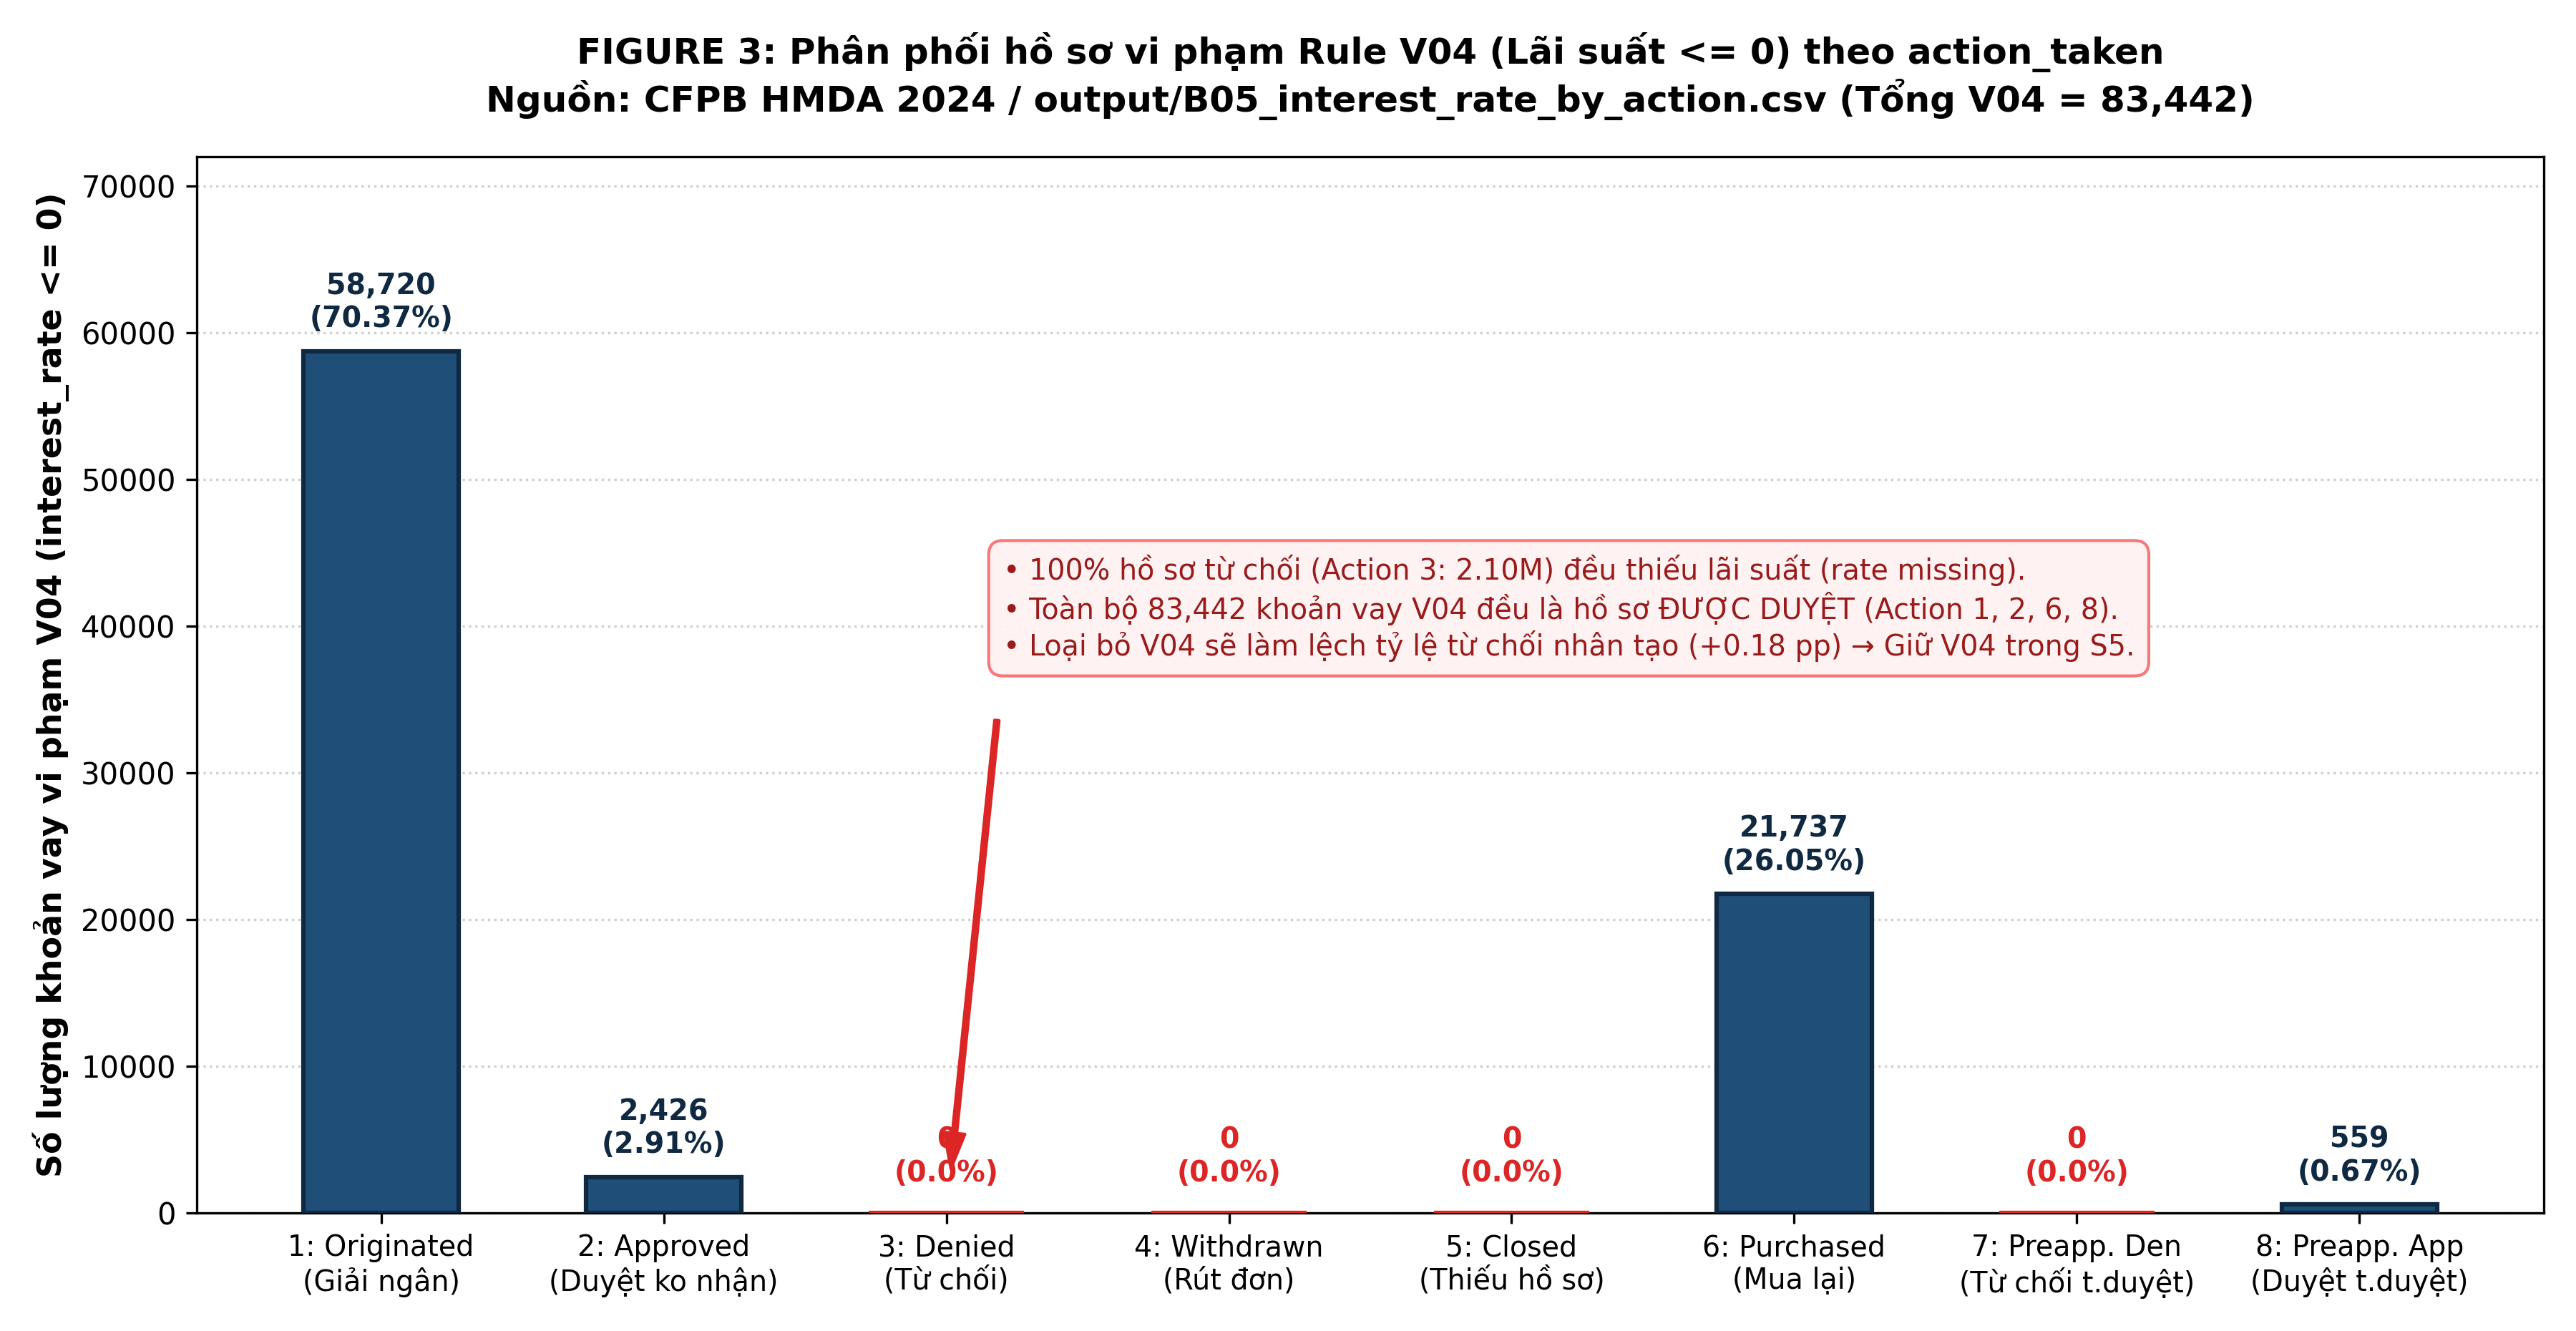 FIGURE 3: Phân phối hồ sơ vi phạm Rule V04 (Lãi suất <= 0) theo action_taken
Nguồn: CFPB HMDA 2024 / output/B05_interest_rate_by_action.csv (Tổng V04 = 83,442)
Số lượng khoản vay vi phạm V04 (interest_rate <= 0)
70000
60000
50000
40000
30000
20000
10000
0
58,720
(70.37%)
2,426
(2.91%)
0
(0.0%)
0
(0.0%)
0
(0.0%)
21,737
(26.05%)
0
(0.0%)
559
(0.67%)
• 100% hồ sơ từ chối (Action 3: 2.10M) đều thiếu lãi suất (rate missing).
• Toàn bộ 83,442 khoản vay V04 đều là hồ sơ ĐƯỢC DUYỆT (Action 1, 2, 6, 8).
• Loại bỏ V04 sẽ làm lệch tỷ lệ từ chối nhân tạo (+0.18 pp) → Giữ V04 trong S5.
1: Originated
(Giải ngân)
2: Approved
(Duyệt ko nhận)
3: Denied
(Từ chối)
4: Withdrawn
(Rút đơn)
5: Closed
(Thiếu hồ sơ)
6: Purchased
(Mua lại)
7: Preapp. Den
(Từ chối t.duyệt)
8: Preapp. App
(Duyệt t.duyệt)